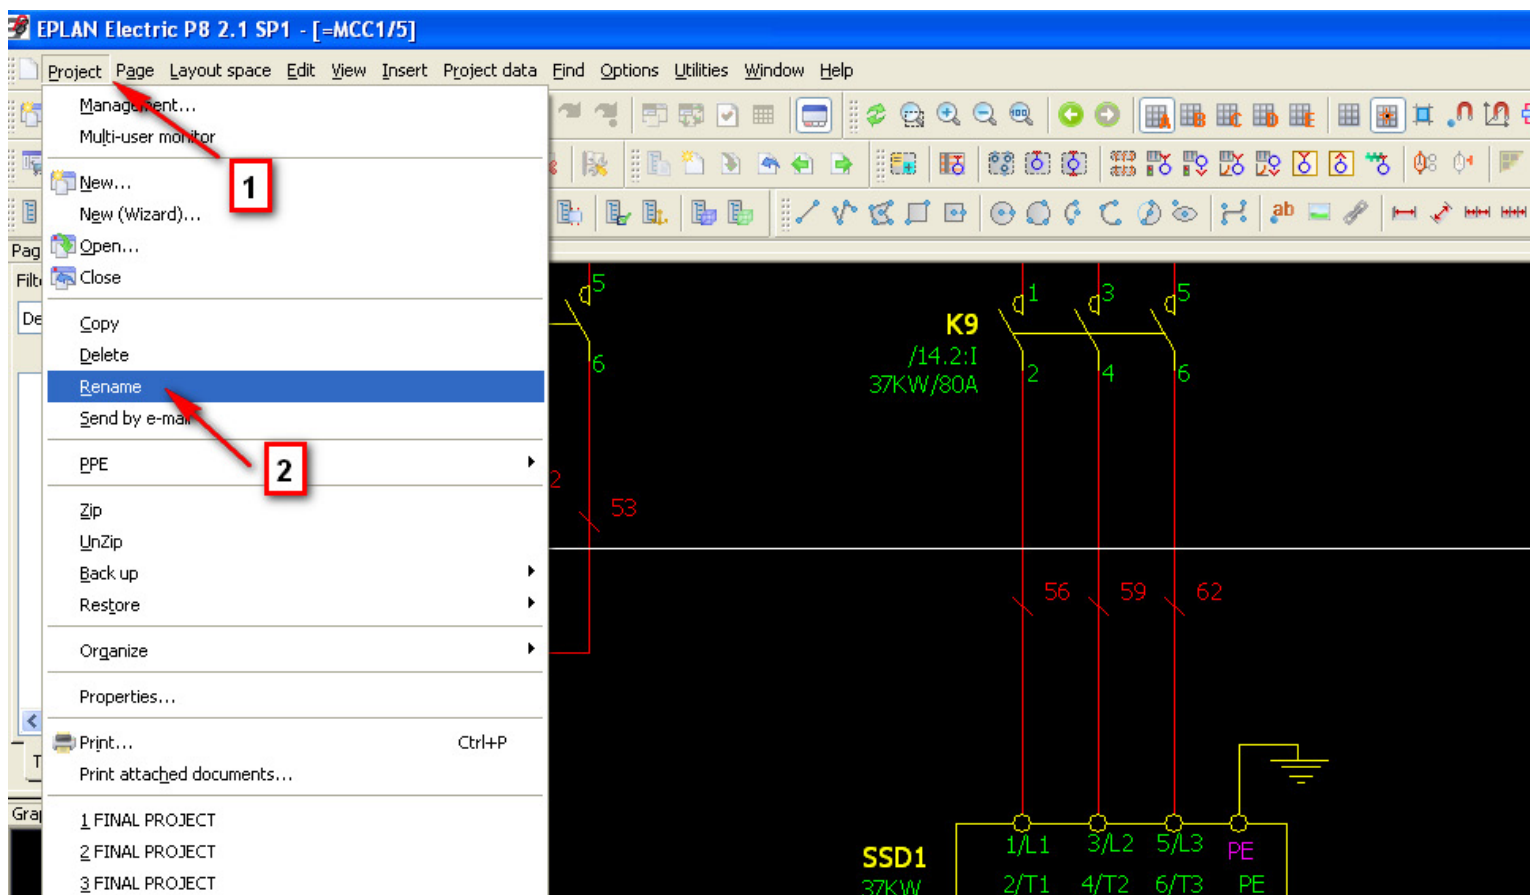 EPLAN Electric P8 2.1 SP1 - [=MCC1/5]
Project Page Layout space Edit View Insert Project data Find Options Utilities Window Help
Management...
Multi-user monitor
1
New...
New (Wizard)...
Open...
Close
Copy
Delete
Rename
Send by e-mail
2
PPE
Zip
UnZip
Back up
Restore
Organize
Properties...
Print... Ctrl+P
Print attached documents...
1 FINAL PROJECT
2 FINAL PROJECT
3 FINAL PROJECT
A B C D E
100
ab
Pag
Filt
De
T
Gra
5
6
2
53
K9
/14.2:I
37KW/80A
1 3 5
2 4 6
56 59 62
SSD1
37KW
1/L1 3/L2 5/L3 PE
2/T1 4/T2 6/T3 PE